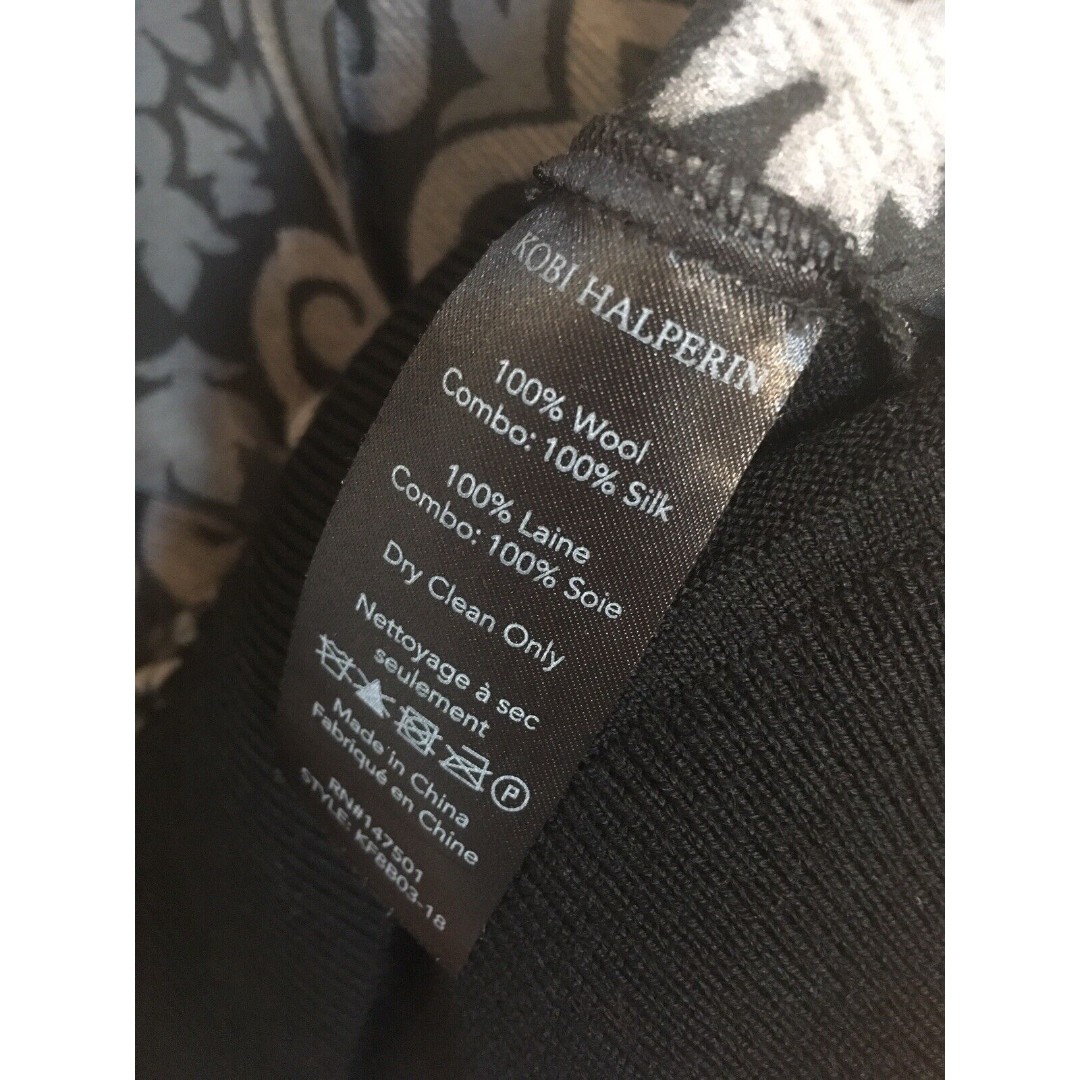 KOBI HALPERIN
100% Wool
Combo: 100% Silk
100% Laine
Combo: 100% Soie
Dry Clean Only
Nettoyage à sec
seulement
P
Made in China
Fabriqué en Chine
RN#147501
STYLE: KFBB03-18